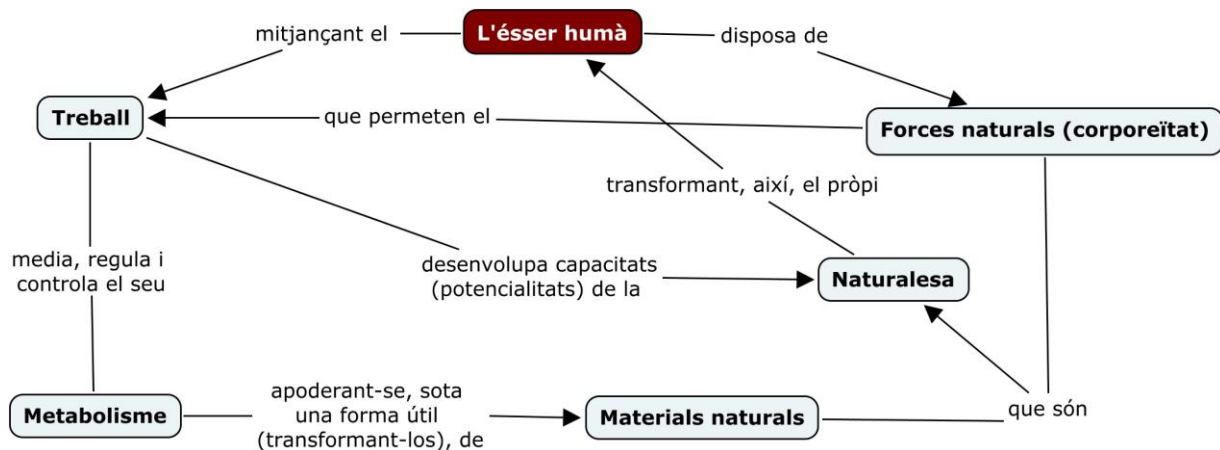 L'ésser humà
mitjançant el
disposa de
Treball
que permeten el
Forces naturals (corporeïtat)
transformant, així, el pròpi
media, regula i
controla el seu
desenvolupa capacitats
(potencialitats) de la
Naturalesa
Metabolisme
apoderant-se, sota
una forma útil
(transformant-los), de
Materials naturals
que són